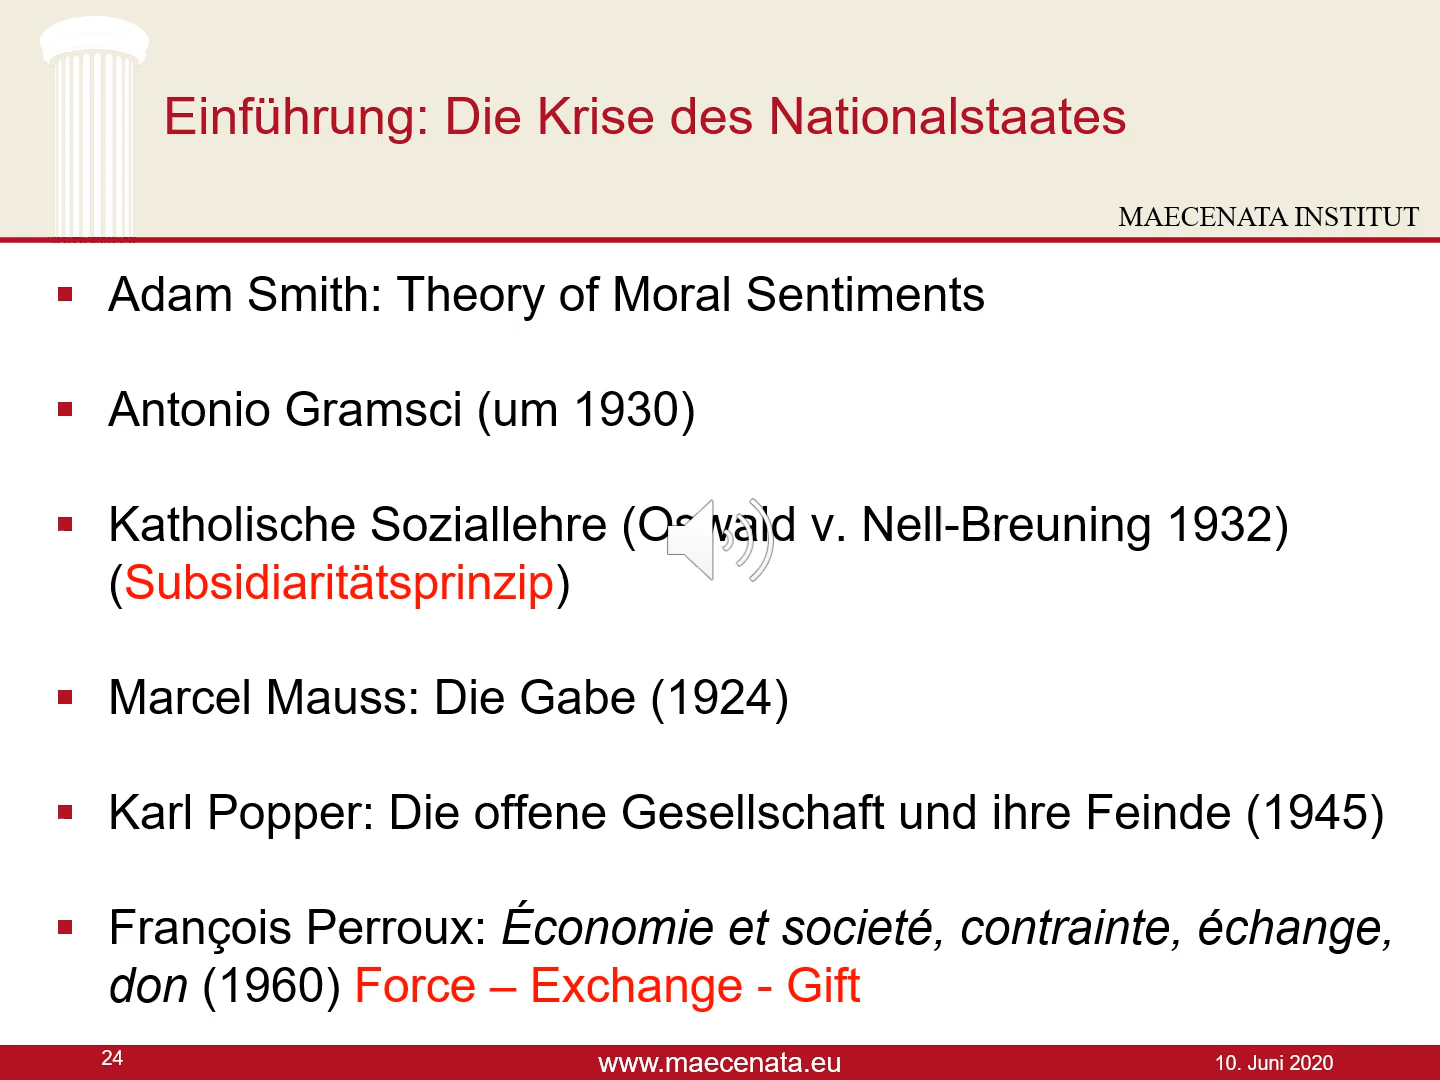 Einführung: Die Krise des Nationalstaates
MAECENATA INSTITUT
▪ Adam Smith: Theory of Moral Sentiments
▪ Antonio Gramsci (um 1930)
▪ Katholische Soziallehre (Oswald v. Nell-Breuning 1932)
(Subsidiaritätsprinzip)
▪ Marcel Mauss: Die Gabe (1924)
▪ Karl Popper: Die offene Gesellschaft und ihre Feinde (1945)
▪ François Perroux: Économie et societé, contrainte, échange,
don (1960) Force – Exchange - Gift
24
www.maecenata.eu
10. Juni 2020